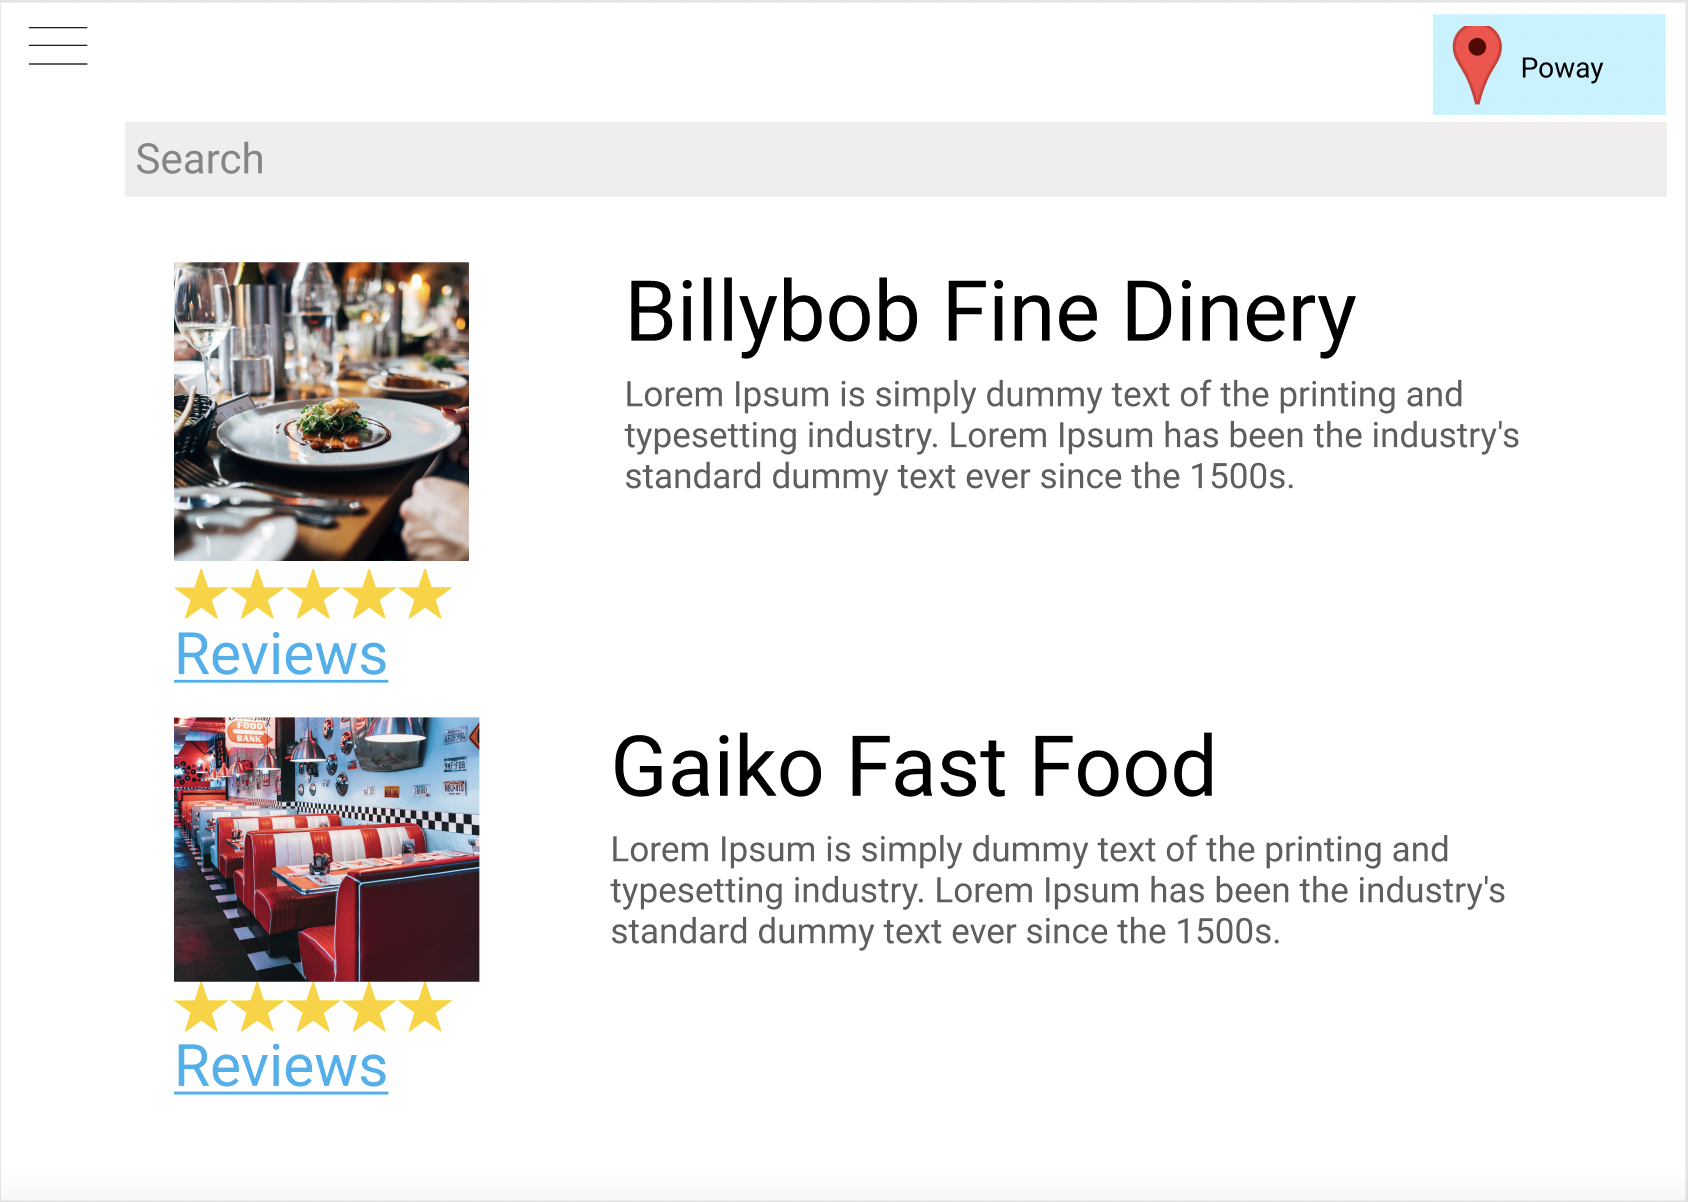 Poway
Search
Billybob Fine Dinery
Lorem Ipsum is simply dummy text of the printing and
typesetting industry. Lorem Ipsum has been the industry's
standard dummy text ever since the 1500s.
Reviews
FOOD
BANK
Gaiko Fast Food
Lorem Ipsum is simply dummy text of the printing and
typesetting industry. Lorem Ipsum has been the industry's
standard dummy text ever since the 1500s.
Reviews